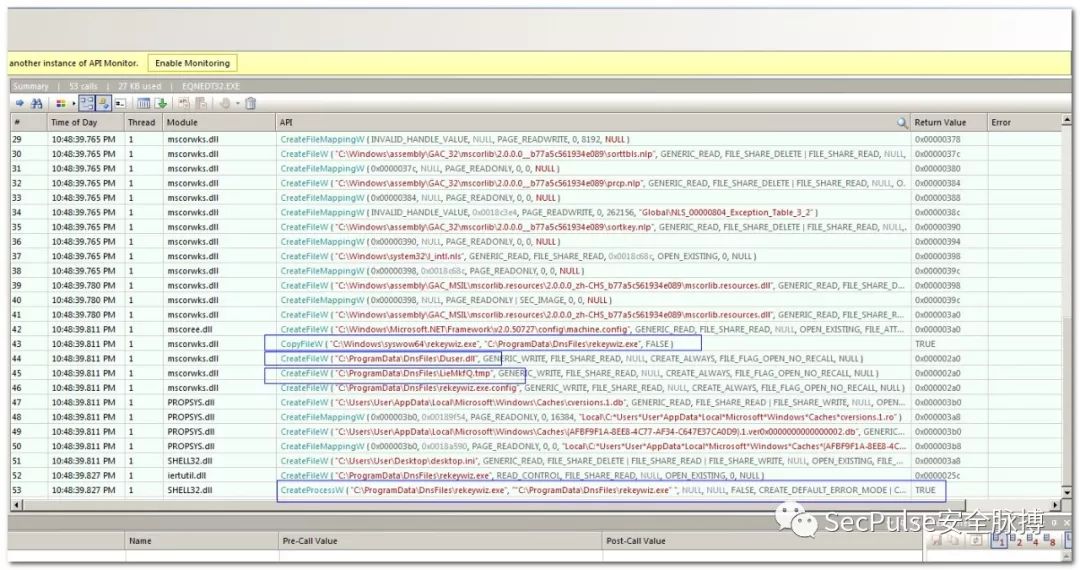 another instance of API Monitor. Enable Monitoring
Summary | 53 calls | 27 KB used | EQNEDT32.EXE
# Time of Day Thread Module API Return Value Error
29 10:48:39.765 PM 1 mscorwks.dll CreateFileMappingW ( INVALID_HANDLE_VALUE, NULL, PAGE_READWRITE, 0, 8192, NULL ) 0x00000378
30 10:48:39.765 PM 1 mscorwks.dll CreateFileW ( "C:\Windows\assembly\GAC_32\mscorlib\2.0.0.0__b77a5c561934e089\sorttbls.nlp", GENERIC_READ, FILE_SHARE_DELETE | FILE_SHARE_READ, NULL, 0x0000037c
31 10:48:39.765 PM 1 mscorwks.dll CreateFileMappingW ( 0x0000037c, NULL, PAGE_READONLY, 0, 0, NULL ) 0x00000380
32 10:48:39.765 PM 1 mscorwks.dll CreateFileW ( "C:\Windows\assembly\GAC_32\mscorlib\2.0.0.0__b77a5c561934e089\prcp.nlp", GENERIC_READ, FILE_SHARE_DELETE | FILE_SHARE_READ, NULL, O... 0x00000384
33 10:48:39.765 PM 1 mscorwks.dll CreateFileMappingW ( 0x00000384, NULL, PAGE_READONLY, 0, 0, NULL ) 0x00000388
34 10:48:39.765 PM 1 mscorwks.dll CreateFileMappingW ( INVALID_HANDLE_VALUE, 0x0018c3e4, PAGE_READWRITE, 0, 262156, "Global\NLS_00000804_Exception_Table_3_2" ) 0x0000038c
35 10:48:39.765 PM 1 mscorwks.dll CreateFileW ( "C:\Windows\assembly\GAC_32\mscorlib\2.0.0.0__b77a5c561934e089\sortkey.nlp", GENERIC_READ, FILE_SHARE_DELETE | FILE_SHARE_READ, NULL,... 0x00000390
36 10:48:39.765 PM 1 mscorwks.dll CreateFileMappingW ( 0x00000390, NULL, PAGE_READONLY, 0, 0, NULL ) 0x00000394
37 10:48:39.765 PM 1 mscorwks.dll CreateFileW ( "C:\Windows\system32\l_intl.nls", GENERIC_READ, FILE_SHARE_READ, 0x0018c68c, OPEN_EXISTING, 0, NULL ) 0x00000398
38 10:48:39.765 PM 1 mscorwks.dll CreateFileMappingW ( 0x00000398, 0x0018c68c, PAGE_READONLY, 0, 0, NULL ) 0x0000039c
39 10:48:39.780 PM 1 mscorwks.dll CreateFileW ( "C:\Windows\assembly\GAC_MSIL\mscorlib.resources\2.0.0.0_zh-CHS_b77a5c561934e089\mscorlib.resources.dll", GENERIC_READ, FILE_SHARE_D... 0x00000398
40 10:48:39.780 PM 1 mscorwks.dll CreateFileMappingW ( 0x00000398, NULL, PAGE_READONLY | SEC_IMAGE, 0, 0, NULL ) 0x0000039c
41 10:48:39.780 PM 1 mscorwks.dll CreateFileW ( "C:\Windows\assembly\GAC_MSIL\mscorlib.resources\2.0.0.0_zh-CHS_b77a5c561934e089\mscorlib.resources.dll", GENERIC_READ, FILE_SHARE_R... 0x00000398
42 10:48:39.811 PM 1 mscoree.dll CreateFileW ( "C:\Windows\Microsoft.NET\Framework\v2.0.50727\config\machine.config", GENERIC_READ, FILE_SHARE_READ, NULL, OPEN_EXISTING, FILE_ATT... 0x000003a0
43 10:48:39.811 PM 1 mscorwks.dll CopyFileW ( "C:\Windows\syswow64\rekeywiz.exe", "C:\ProgramData\DnsFiles\rekeywiz.exe", FALSE ) TRUE
44 10:48:39.811 PM 1 mscorwks.dll CreateFileW ( "C:\ProgramData\DnsFiles\Duser.dll", GENERIC_WRITE, FILE_SHARE_READ, NULL, CREATE_ALWAYS, FILE_FLAG_OPEN_NO_RECALL, NULL ) 0x000003a0
45 10:48:39.811 PM 1 mscorwks.dll CreateFileW ( "C:\ProgramData\DnsFiles\LieMkfQ.tmp", GENERIC_WRITE, FILE_SHARE_READ, NULL, CREATE_ALWAYS, FILE_FLAG_OPEN_NO_RECALL, NULL ) 0x000003a0
46 10:48:39.811 PM 1 mscorwks.dll CreateFileW ( "C:\ProgramData\DnsFiles\rekeywiz.exe.config", GENERIC_WRITE, FILE_SHARE_READ, NULL, CREATE_ALWAYS, FILE_FLAG_OPEN_NO_RECALL, NULL ) 0x000003a0
47 10:48:39.811 PM 1 PROPSYS.dll CreateFileW ( "C:\Users\User\AppData\Local\Microsoft\Windows\Caches\cversions.1.db", GENERIC_READ, FILE_SHARE_READ | FILE_SHARE_WRITE, NULL, OPEN... 0x000003b0
48 10:48:39.811 PM 1 PROPSYS.dll CreateFileMappingW ( 0x000003b0, 0x00189f54, PAGE_READONLY, 0, 16384, "Local\C:*Users*User*AppData*Local*Microsoft*Windows*Caches*cversions.1.ro" ) 0x000003a8
49 10:48:39.811 PM 1 PROPSYS.dll CreateFileW ( "C:\Users\User\AppData\Local\Microsoft\Windows\Caches\{AFBF9F1A-8EE8-4C77-AF34-C647E37CA0D9}.1.ver0x0000000000000002.db", GENERIC... 0x000003b0
50 10:48:39.811 PM 1 PROPSYS.dll CreateFileMappingW ( 0x000003b0, 0x0018a590, PAGE_READONLY, 0, 0, "Local\C:*Users*User*AppData*Local*Microsoft*Windows*Caches*{AFBF9F1A-8EE8-4C... 0x000003b4
51 10:48:39.811 PM 1 SHELL32.dll CreateFileW ( "C:\Users\User\Desktop\desktop.ini", GENERIC_READ, FILE_SHARE_DELETE | FILE_SHARE_READ | FILE_SHARE_WRITE, NULL, OPEN_EXISTING, FILE_... 0x000003a8
52 10:48:39.827 PM 1 iertutil.dll CreateFileW ( "C:\ProgramData\DnsFiles\rekeywiz.exe", READ_CONTROL, FILE_SHARE_READ, NULL, OPEN_EXISTING, 0, NULL ) 0x0000025c
53 10:48:39.827 PM 1 SHELL32.dll CreateProcessW ( "C:\ProgramData\DnsFiles\rekeywiz.exe", ""C:\ProgramData\DnsFiles\rekeywiz.exe" ", NULL, NULL, FALSE, CREATE_DEFAULT_ERROR_MODE | C... TRUE
SecPulse安全脉搏
Name Pre-Call Value Post-Call Value 1 2 4 8